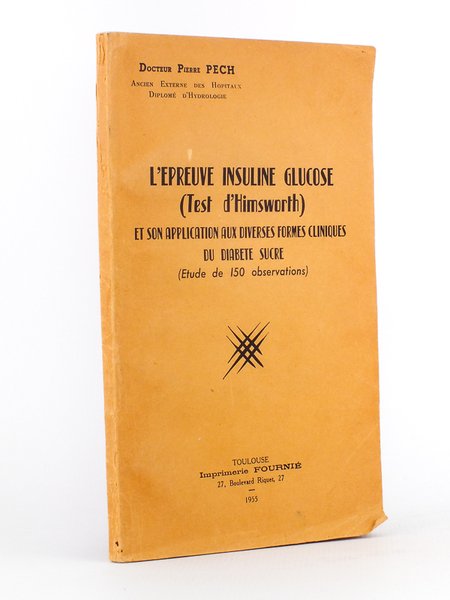 Docteur Pierre PECH
Ancien Externe des Hopitaux
Diplomé d'Hydrologie
L'EPREUVE INSULINE GLUCOSE
(Test d'Himsworth)
ET SON APPLICATION AUX DIVERSES FORMES CLINIQUES
DU DIABETE SUCRE
(Etude de 150 observations)
TOULOUSE
Imprimerie FOURNIÉ
27, Boulevard Riquet, 27
1955